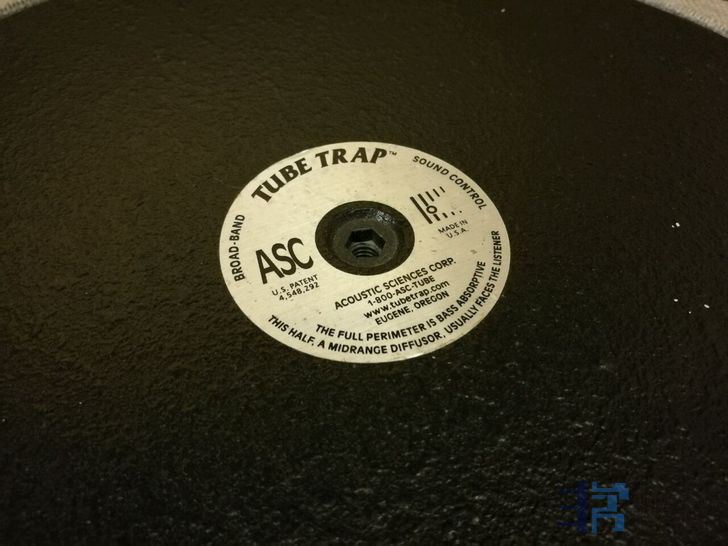 TUBE TRAP™
BROAD-BAND
SOUND CONTROL
ASC
U.S. PATENT
4,548,292
MADE IN
U.S.A.
ACOUSTIC SCIENCES CORP.
1-800-ASC-TUBE
www.tubetrap.com
EUGENE, OREGON
THE FULL PERIMETER IS BASS ABSORPTIVE
THIS HALF, A MIDRANGE DIFFUSOR, USUALLY FACES THE LISTENER